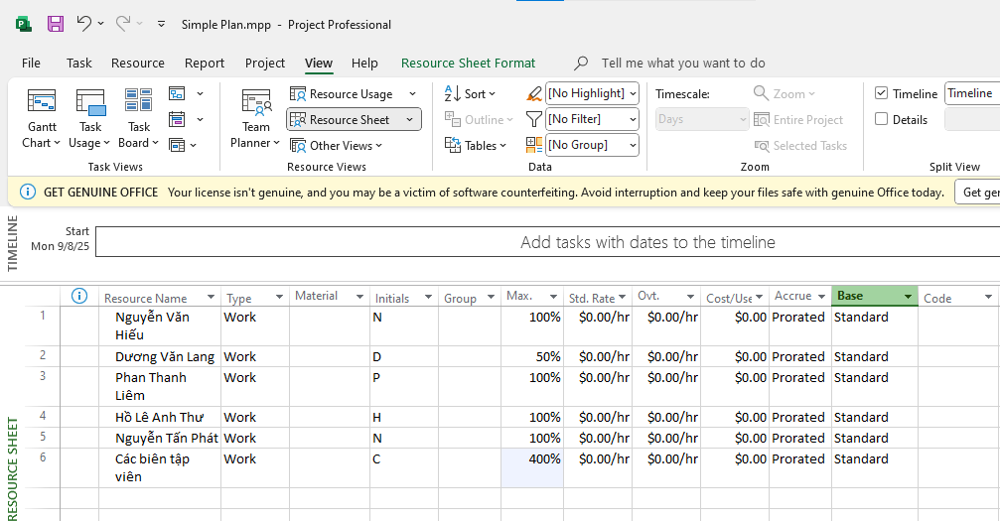 Simple Plan.mpp - Project Professional
File Task Resource Report Project View Help Resource Sheet Format Tell me what you want to do
Gantt Chart Task Usage Task Board Team Planner Resource Usage Resource Sheet Other Views Sort Outline Tables [No Highlight] [No Filter] [No Group] Timescale: Days Zoom Entire Project Selected Tasks Timeline Timeline Details
Task Views Resource Views Data Zoom Split View
GET GENUINE OFFICE Your license isn't genuine, and you may be a victim of software counterfeiting. Avoid interruption and keep your files safe with genuine Office today. Get gen
TIMELINE
Start
Mon 9/8/25
Add tasks with dates to the timeline
RESOURCE SHEET
Resource Name Type Material Initials Group Max. Std. Rate Ovt. Cost/Use Accrue Base Code
1 Nguyễn Văn Hiếu Work N 100% $0.00/hr $0.00/hr $0.00 Prorated Standard
2 Dương Văn Lang Work D 50% $0.00/hr $0.00/hr $0.00 Prorated Standard
3 Phan Thanh Liêm Work P 100% $0.00/hr $0.00/hr $0.00 Prorated Standard
4 Hồ Lê Anh Thư Work H 100% $0.00/hr $0.00/hr $0.00 Prorated Standard
5 Nguyễn Tấn Phát Work N 100% $0.00/hr $0.00/hr $0.00 Prorated Standard
6 Các biên tập viên Work C 400% $0.00/hr $0.00/hr $0.00 Prorated Standard